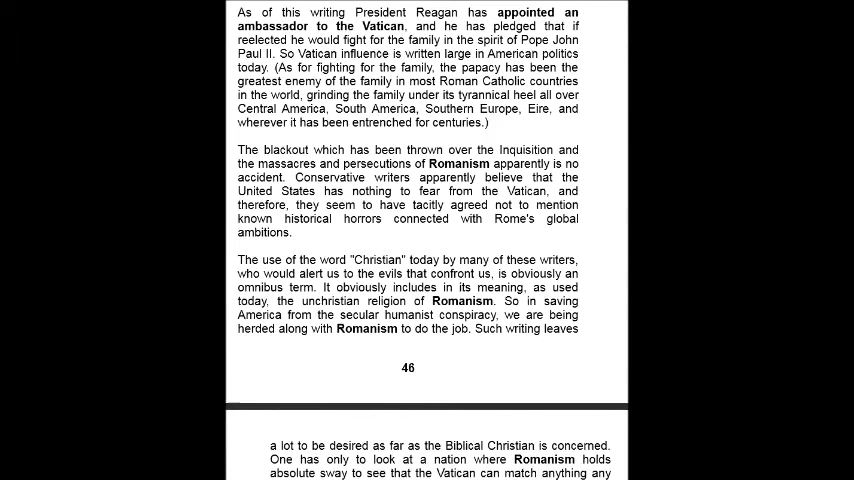 As of this writing President Reagan has appointed an
ambassador to the Vatican, and he has pledged that if
reelected he would fight for the family in the spirit of Pope John
Paul II. So Vatican influence is written large in American politics
today. (As for fighting for the family, the papacy has been the
greatest enemy of the family in most Roman Catholic countries
in the world, grinding the family under its tyrannical heel all over
Central America, South America, Southern Europe, Eire, and
wherever it has been entrenched for centuries.)
The blackout which has been thrown over the Inquisition and
the massacres and persecutions of Romanism apparently is no
accident. Conservative writers apparently believe that the
United States has nothing to fear from the Vatican, and
therefore, they seem to have tacitly agreed not to mention
known historical horrors connected with Rome's global
ambitions.
The use of the word "Christian" today by many of these writers,
who would alert us to the evils that confront us, is obviously an
omnibus term. It obviously includes in its meaning, as used
today, the unchristian religion of Romanism. So in saving
America from the secular humanist conspiracy, we are being
herded along with Romanism to do the job. Such writing leaves
46
a lot to be desired as far as the Biblical Christian is concerned.
One has only to look at a nation where Romanism holds
absolute sway to see that the Vatican can match anything any